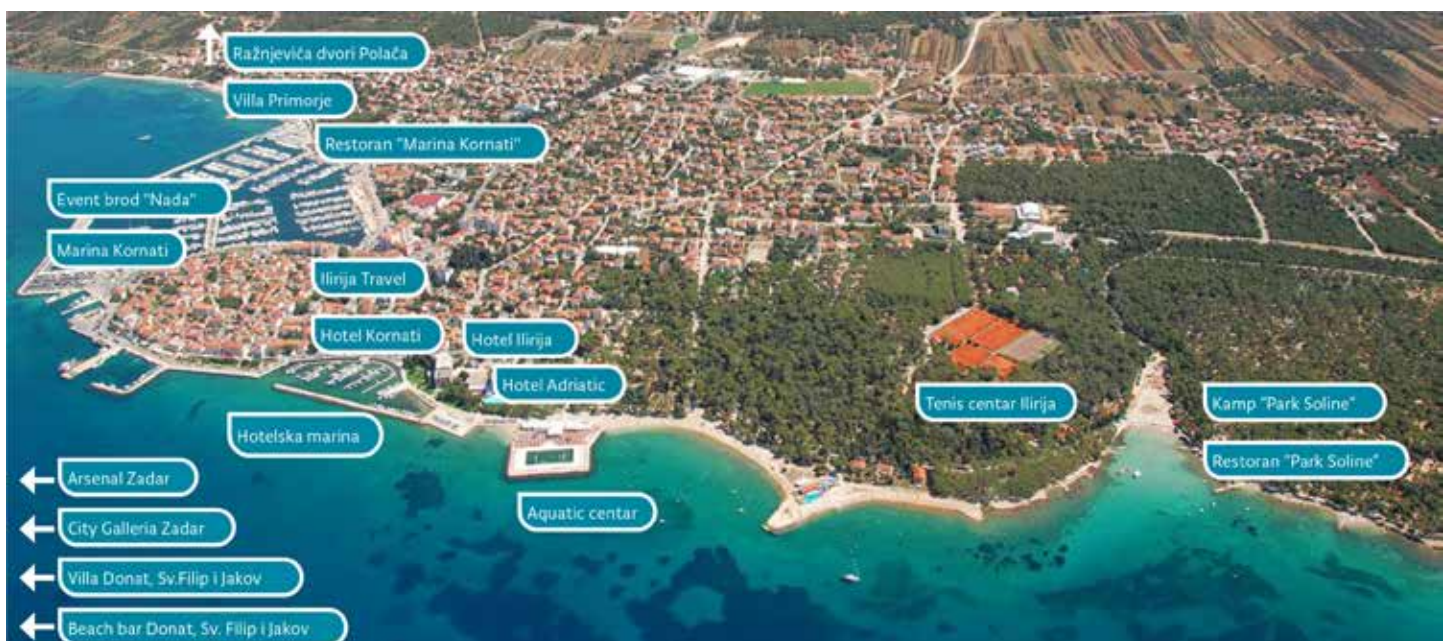 Ražnjevića dvori Polača
Villa Primorje
Restoran "Marina Kornati"
Event brod "Nada"
Marina Kornati
Ilirija Travel
Hotel Kornati
Hotel Ilirija
Hotel Adriatic
Tenis centar Ilirija
Kamp "Park Soline"
Hotelska marina
Restoran "Park Soline"
Arsenal Zadar
Aquatic centar
City Galleria Zadar
Villa Donat, Sv.Filip i Jakov
Beach bar Donat, Sv. Filip i Jakov